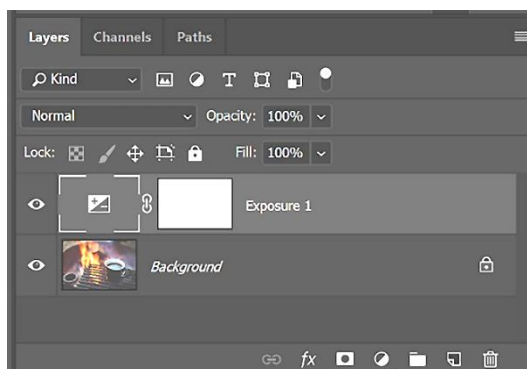 Layers Channels Paths
Kind
Normal Opacity: 100%
Lock: Fill: 100%
Exposure 1
Background
fx